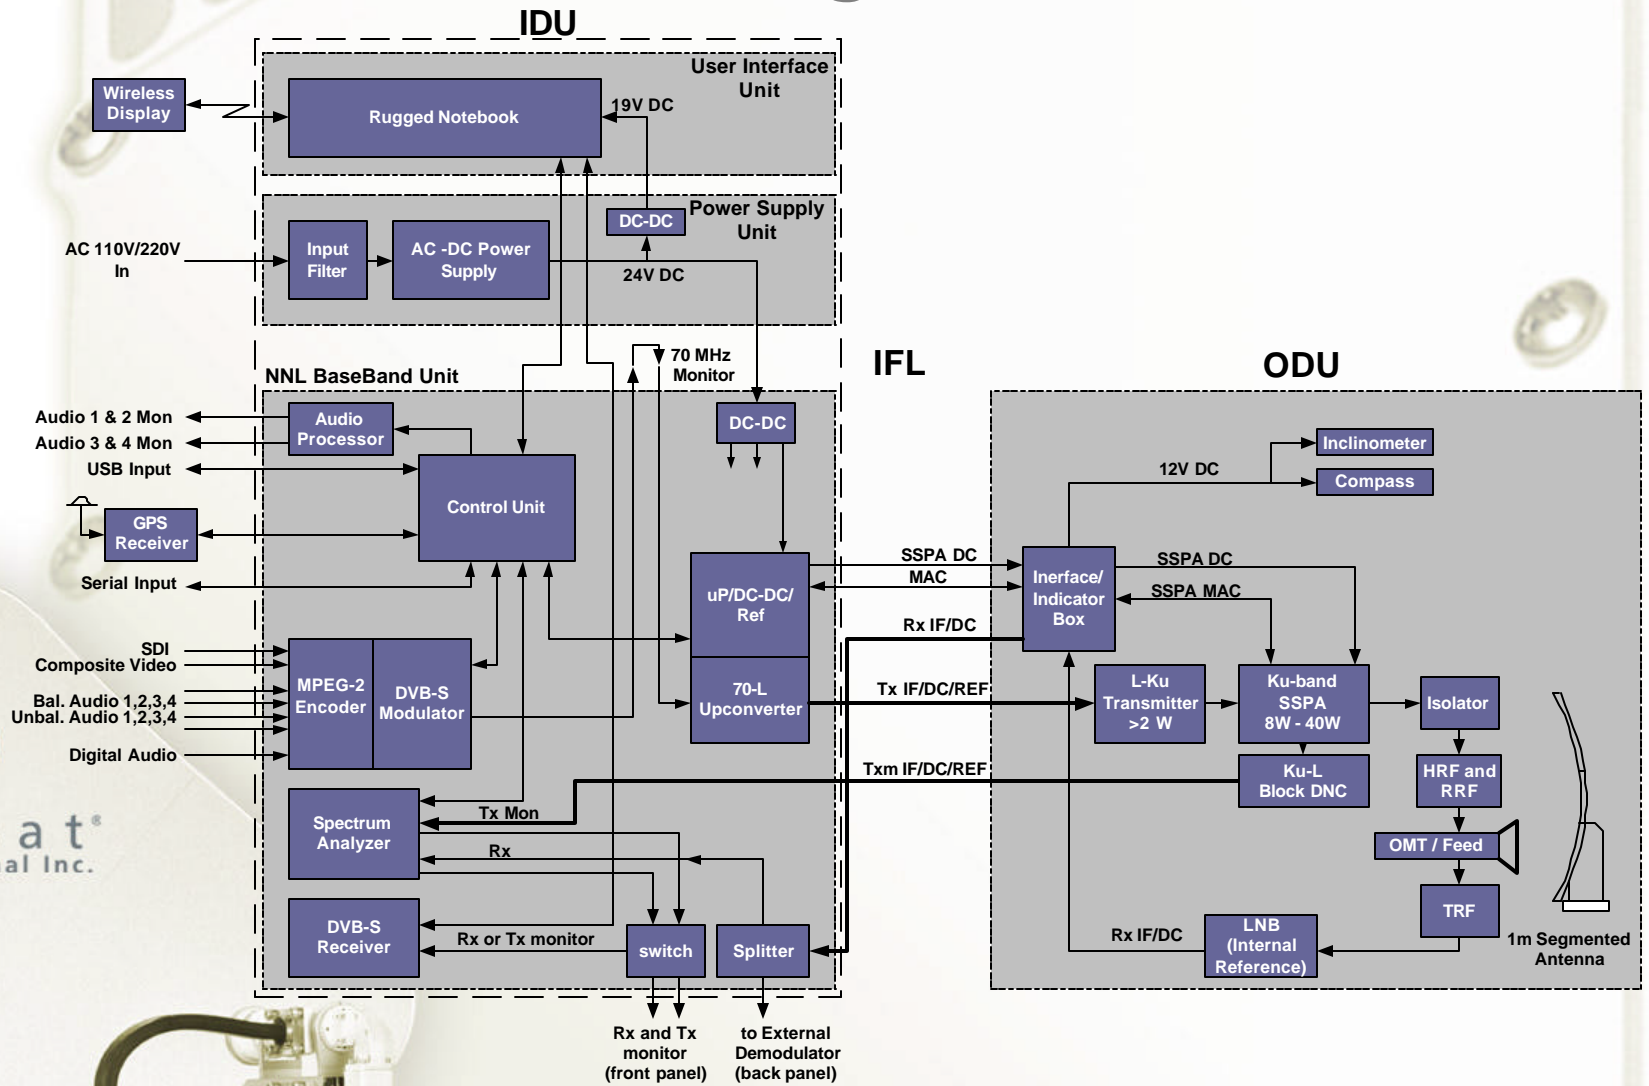 IDU
User Interface
Unit
Wireless
Display
Rugged Notebook
19V DC
Power Supply
Unit
DC-DC
AC 110V/220V
In
Input
Filter
AC -DC Power
Supply
24V DC
70 MHz
Monitor
NNL BaseBand Unit
IFL
ODU
Audio 1 & 2 Mon
Audio 3 & 4 Mon
USB Input
Audio
Processor
DC-DC
Control Unit
GPS
Receiver
Serial Input
uP/DC-DC/
Ref
70-L
Upconverter
SDI
Composite Video
Bal. Audio 1,2,3,4
Unbal. Audio 1,2,3,4
Digital Audio
MPEG-2
Encoder
DVB-S
Modulator
Spectrum
Analyzer
Tx Mon
Rx
DVB-S
Receiver
Rx or Tx monitor
switch
Splitter
Rx and Tx
monitor
(front panel)
to External
Demodulator
(back panel)
SSPA DC
MAC
Rx IF/DC
Tx IF/DC/REF
Txm IF/DC/REF
12V DC
Inclinometer
Compass
Inerface/
Indicator
Box
SSPA DC
SSPA MAC
L-Ku
Transmitter
>2 W
Ku-band
SSPA
8W - 40W
Isolator
Ku-L
Block DNC
HRF and
RRF
OMT / Feed
TRF
LNB
(Internal
Reference)
Rx IF/DC
1m Segmented
Antenna
at®
al Inc.